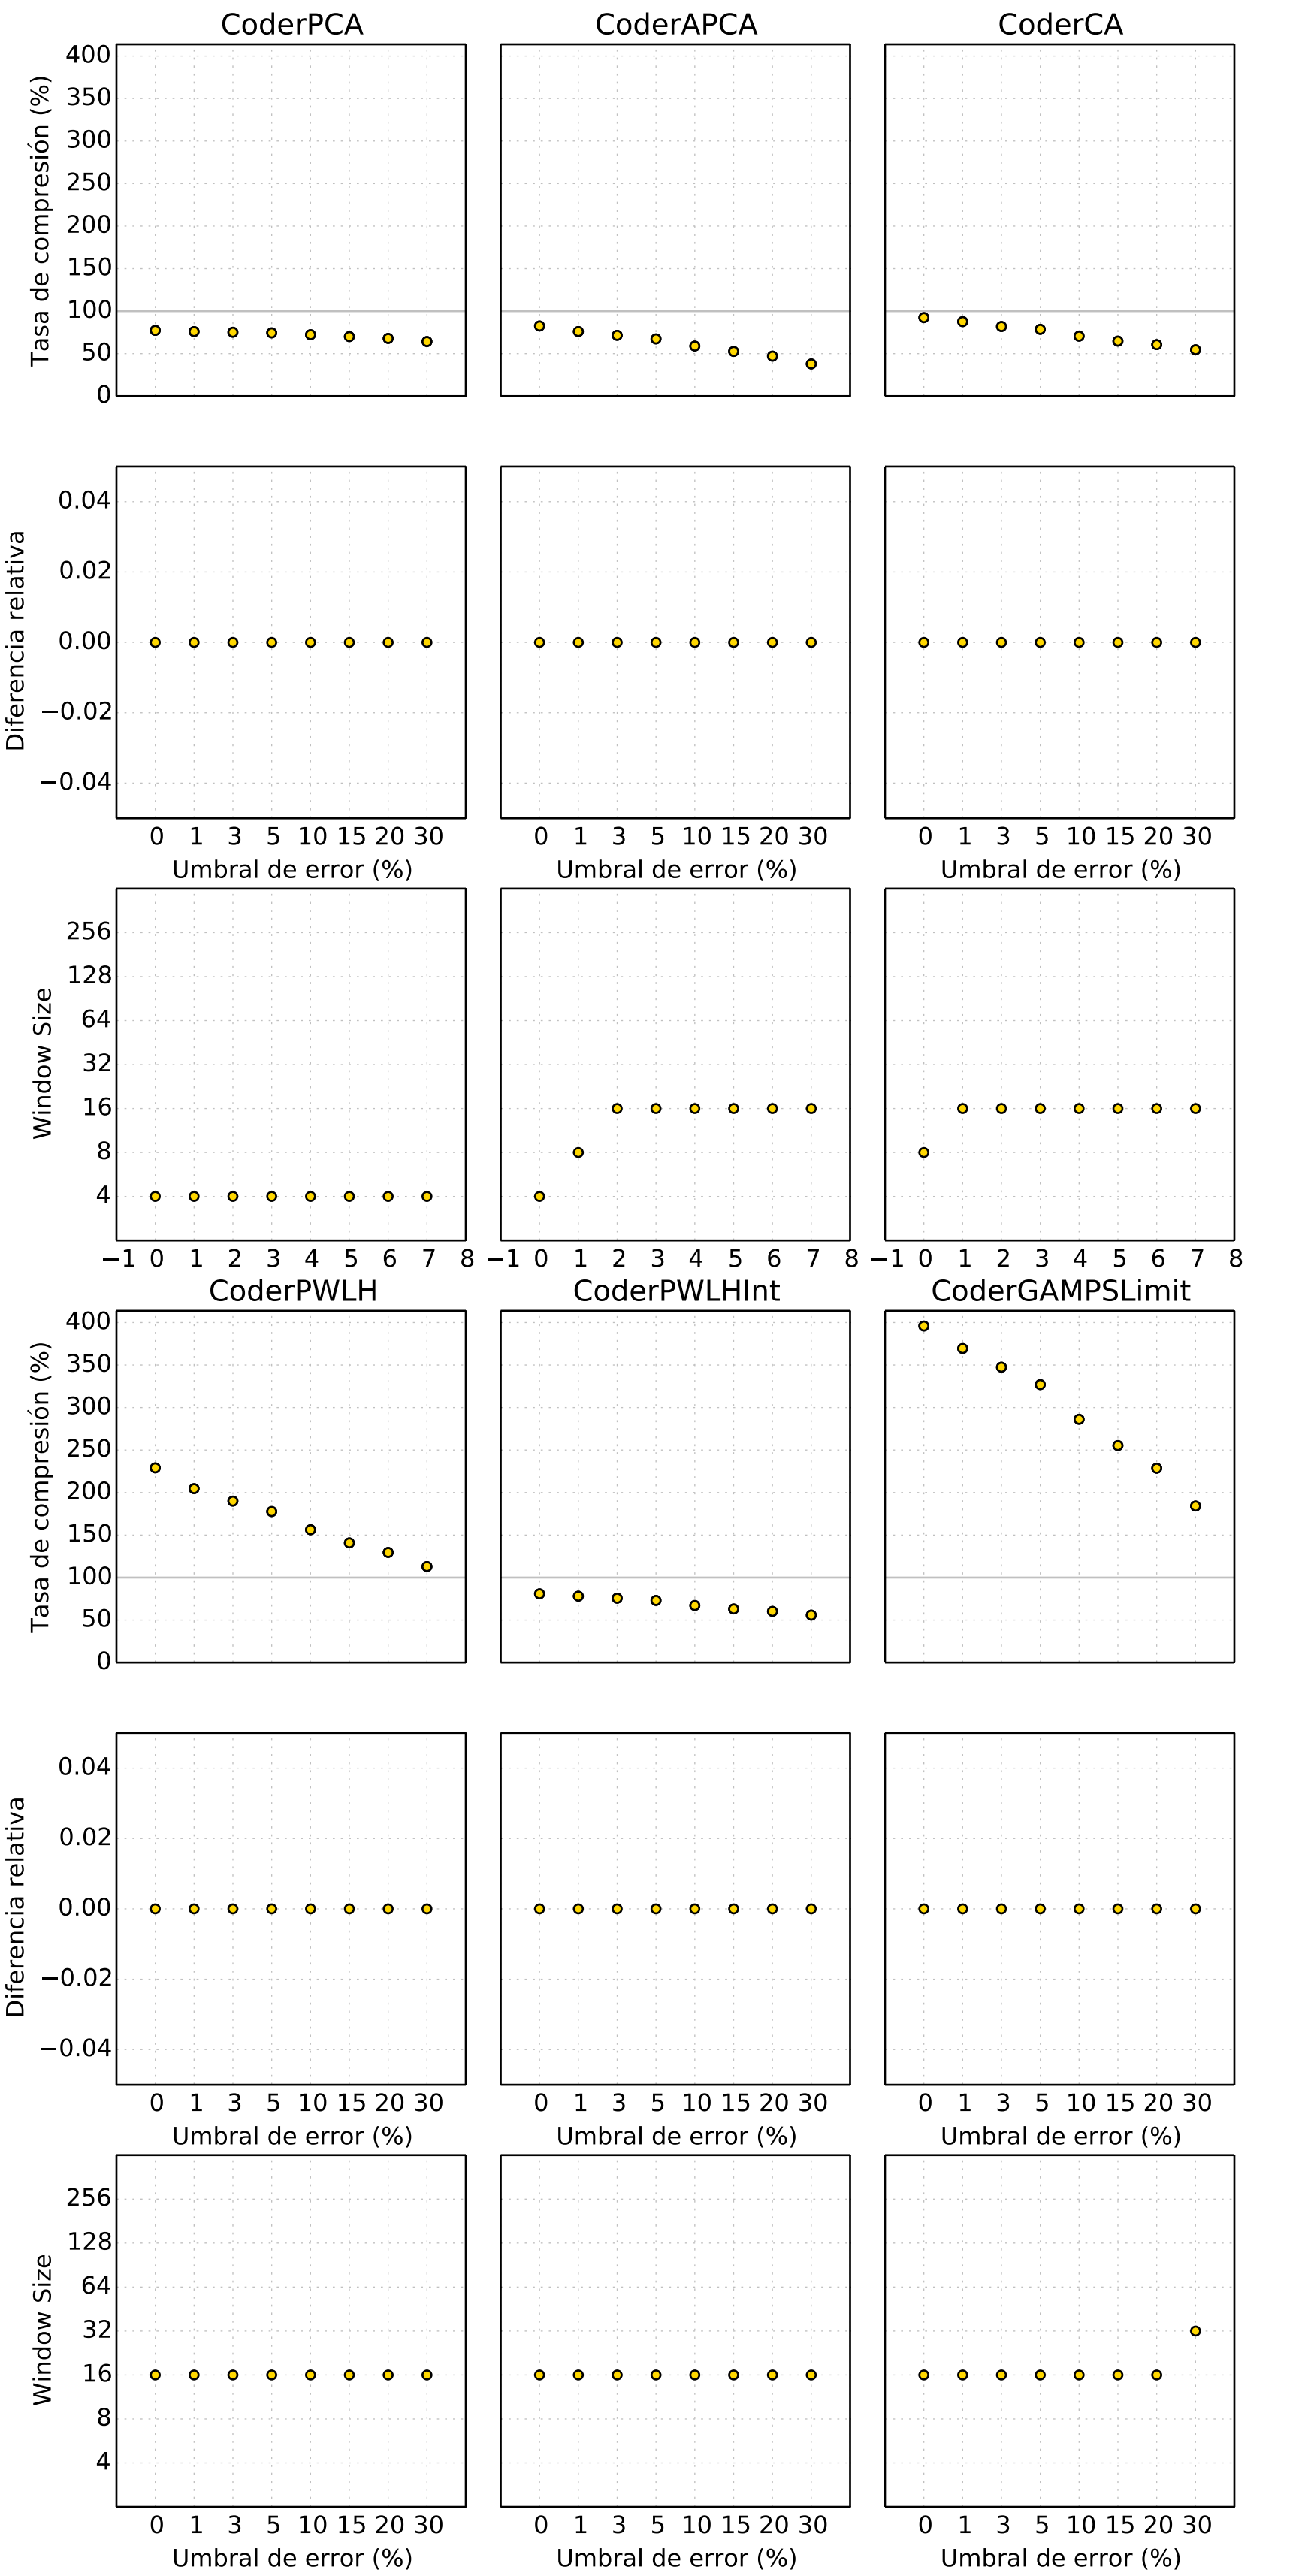 CoderPCA CoderAPCA CoderCA
Tasa de compresión (%)
400
350
300
250
200
150
100
50
0
Diferencia relativa
0.04
0.02
0.00
−0.02
−0.04
0 1 3 5 10 15 20 30 0 1 3 5 10 15 20 30 0 1 3 5 10 15 20 30
Umbral de error (%) Umbral de error (%) Umbral de error (%)
Window Size
256
128
64
32
16
8
4
−1 0 1 2 3 4 5 6 7 8 −1 0 1 2 3 4 5 6 7 8 −1 0 1 2 3 4 5 6 7 8
CoderPWLH CoderPWLHInt CoderGAMPSLimit
Tasa de compresión (%)
400
350
300
250
200
150
100
50
0
Diferencia relativa
0.04
0.02
0.00
−0.02
−0.04
0 1 3 5 10 15 20 30 0 1 3 5 10 15 20 30 0 1 3 5 10 15 20 30
Umbral de error (%) Umbral de error (%) Umbral de error (%)
Window Size
256
128
64
32
16
8
4
0 1 3 5 10 15 20 30 0 1 3 5 10 15 20 30 0 1 3 5 10 15 20 30
Umbral de error (%) Umbral de error (%) Umbral de error (%)